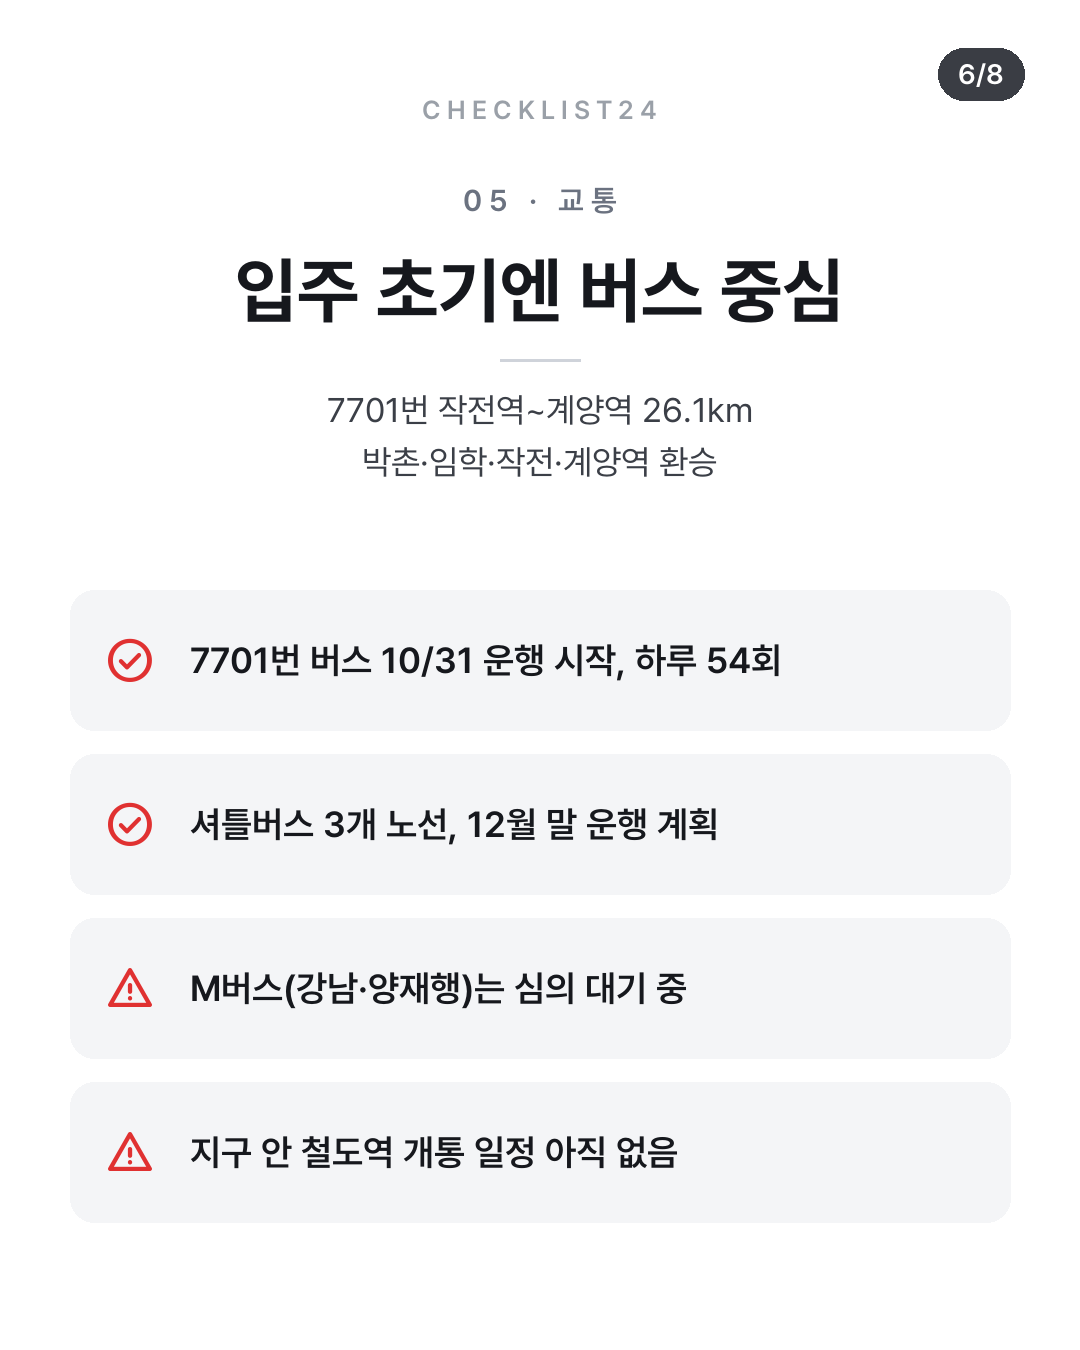 6/8
CHECKLIST24
05 · 교통
입주 초기엔 버스 중심
7701번 작전역~계양역 26.1km
박촌·임학·작전·계양역 환승
7701번 버스 10/31 운행 시작, 하루 54회
셔틀버스 3개 노선, 12월 말 운행 계획
M버스(강남·양재행)는 심의 대기 중
지구 안 철도역 개통 일정 아직 없음